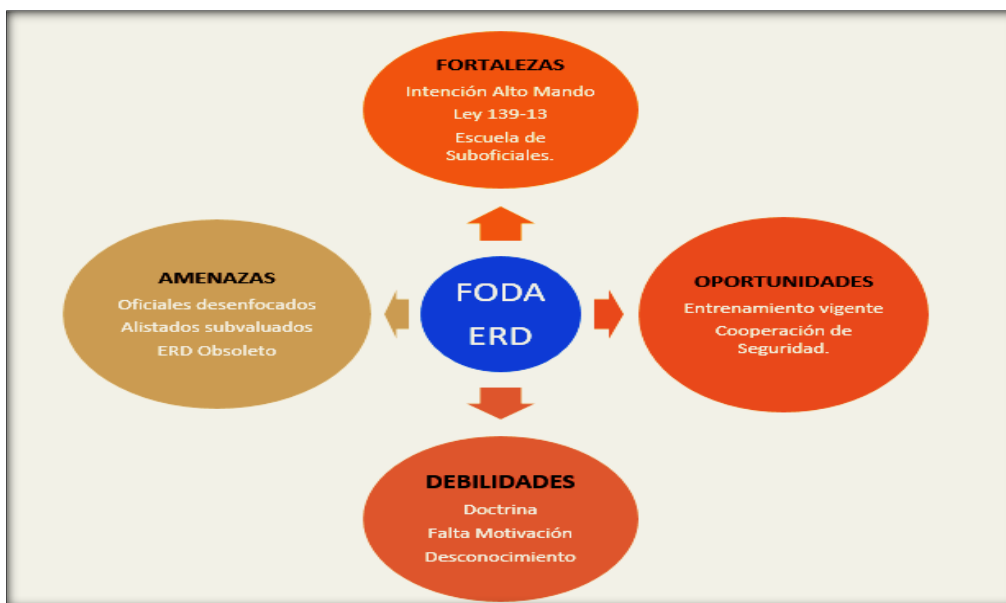 FORTALEZAS
Intención Alto Mando
Ley 139-13
Escuela de
Suboficiales.
AMENAZAS
Oficiales desenfocados
Alistados subvaluados
ERD Obsoleto
FODA
ERD
OPORTUNIDADES
Entrenamiento vigente
Cooperación de
Seguridad.
DEBILIDADES
Doctrina
Falta Motivación
Desconocimiento